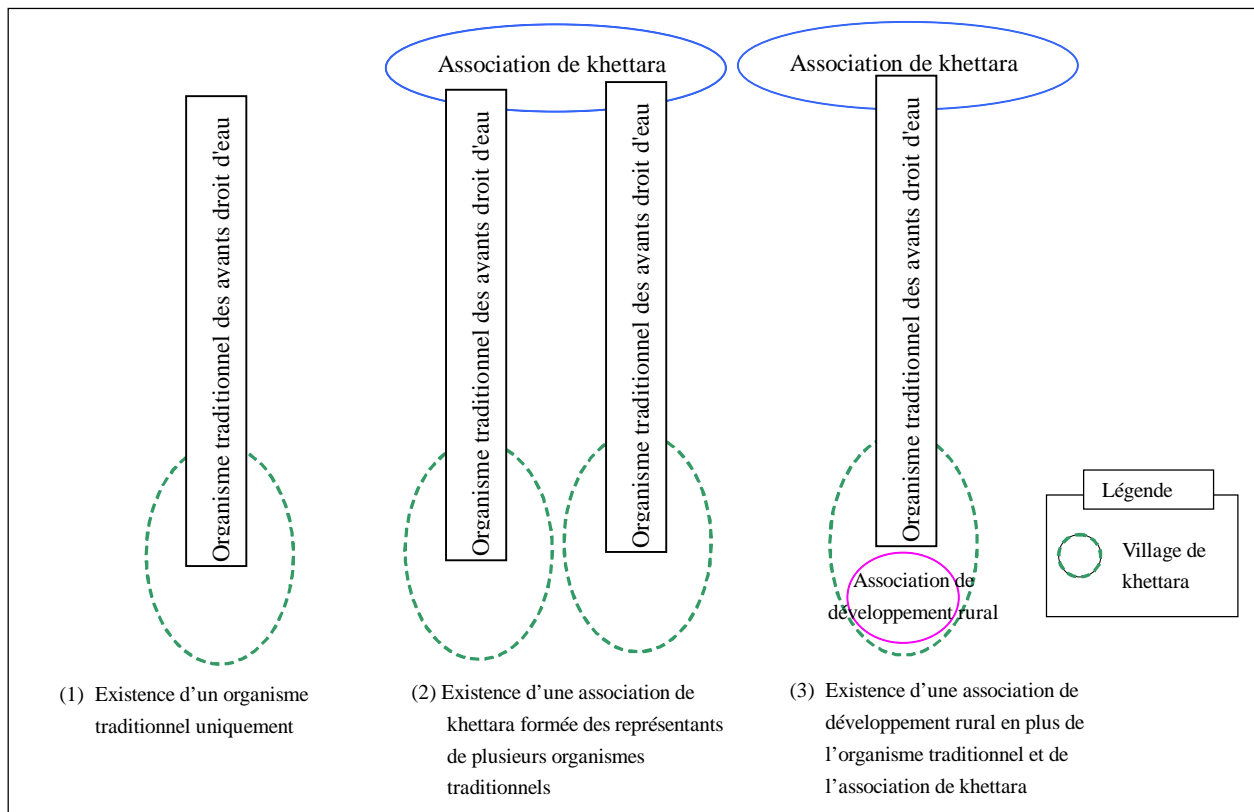 Association de khettara
Association de khettara
Organisme traditionnel des avants droit d'eau
Organisme traditionnel des avants droit d'eau
Organisme traditionnel des avants droit d'eau
Organisme traditionnel des avants droit d'eau
Association de
développement rural
Légende
Village de
khettara
(1) Existence d’un organisme
traditionnel uniquement
(2) Existence d’une association de
khettara formée des représentants
de plusieurs organismes
traditionnels
(3) Existence d’une association de
développement rural en plus de
l’organisme traditionnel et de
l’association de khettara